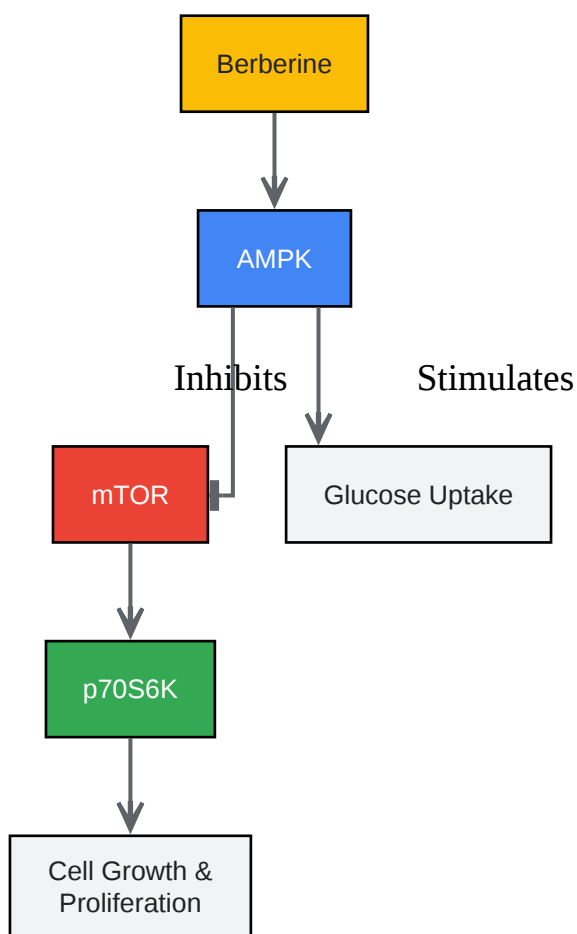 Berberine
AMPK
Inhibits
Stimulates
mTOR
Glucose Uptake
p70S6K
Cell Growth &
Proliferation